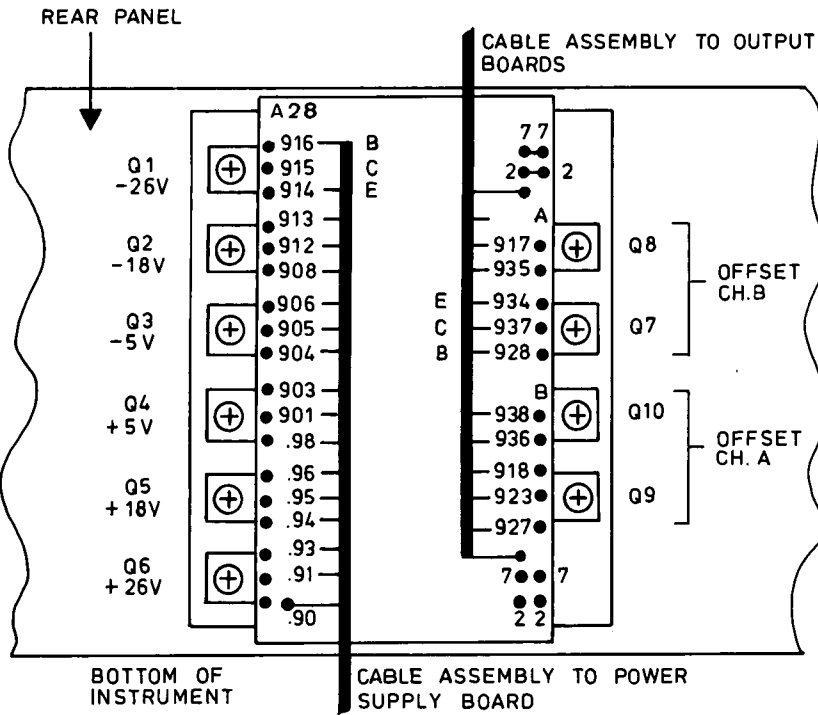 REAR PANEL
CABLE ASSEMBLY TO OUTPUT
BOARDS
A28
916 B
915 C
914 E
913
912
908
906
905
904
903
901
.98
.96
.95
.94
.93
.91
.90
Q1
-26V
Q2
-18V
Q3
-5V
Q4
+5V
Q5
+18V
Q6
+26V
7 7
2 2
A
917
935
E 934
C 937
B 928
B
938
936
918
923
927
7 7
2 2
Q8
Q7
OFFSET
CH.B
Q10
Q9
OFFSET
CH. A
BOTTOM OF
INSTRUMENT
CABLE ASSEMBLY TO POWER
SUPPLY BOARD